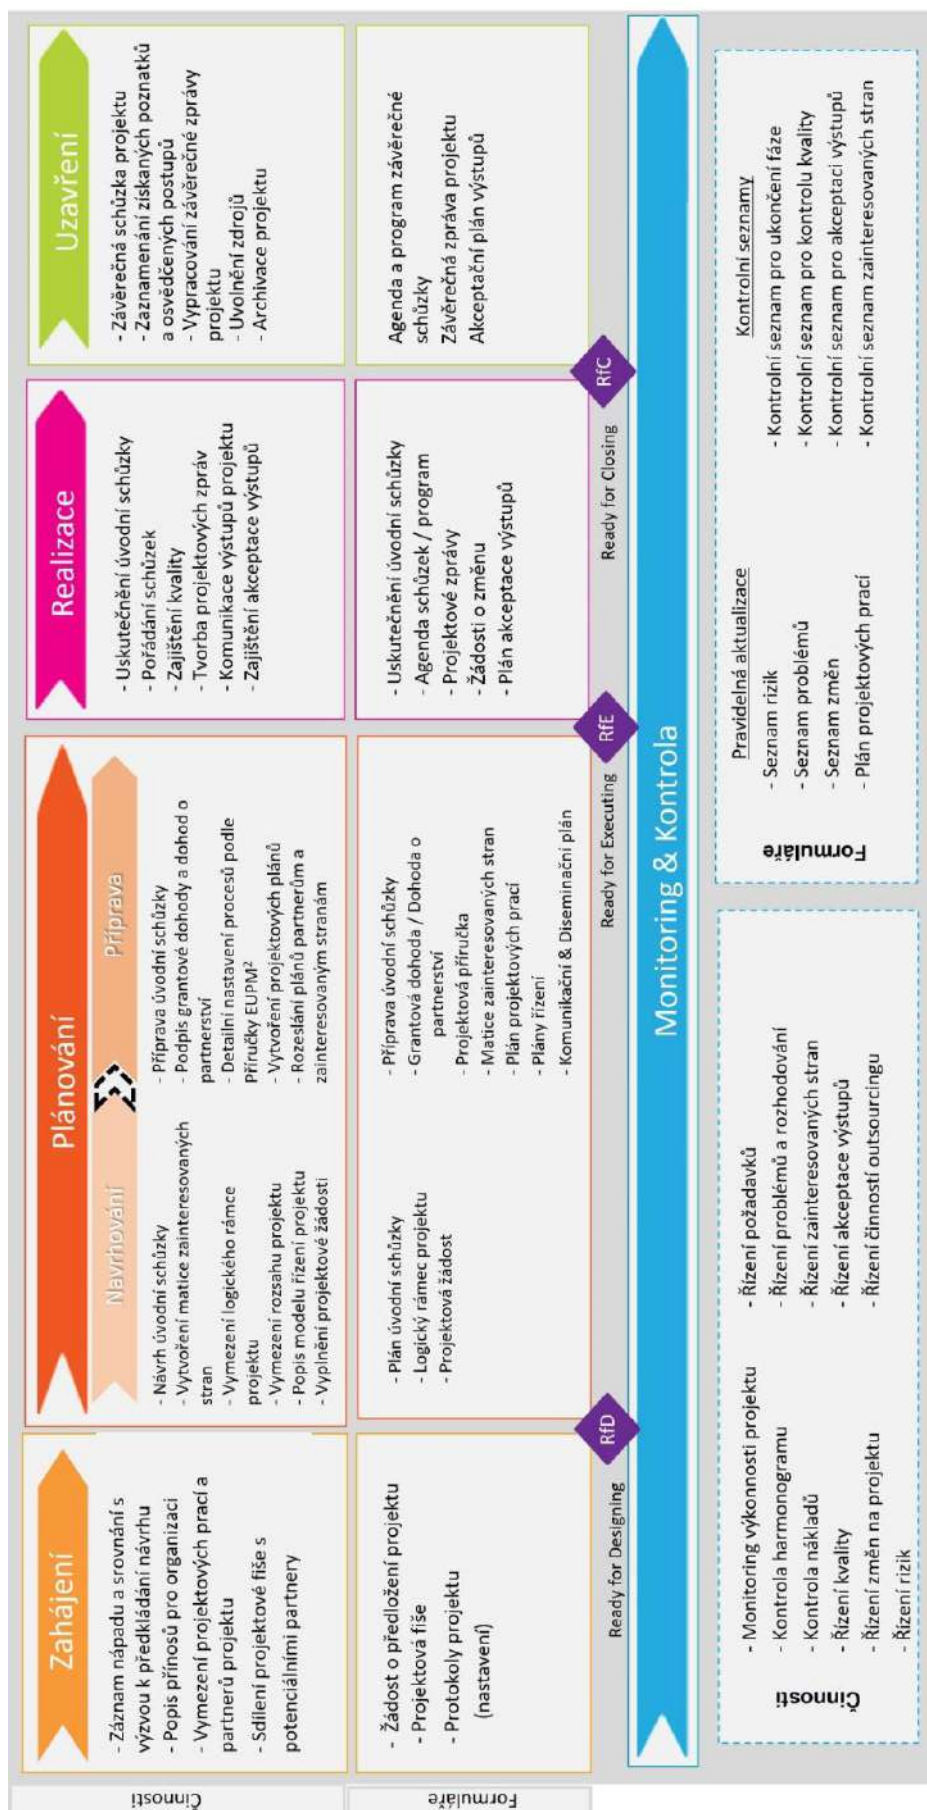 Zahájení
Plánování
Realizace
Uzavření
Navrhování
Příprava
Činnosti
- Záznam nápadu a srovnání s
výzvou k předkládání návrhu
- Popis přínosů pro organizaci
- Vymezení projektových prací a
partnerů projektu
- Sdílení projektové fiše s
potenciálními partnery
- Návrh úvodní schůzky
- Vytvoření matice zainteresovaných
stran
- Vymezení logického rámce
projektu
- Vymezení rozsahu projektu
- Popis modelu řízení projektu
- Vyplnění projektové žádosti
- Příprava úvodní schůzky
- Podpis grantové dohody a dohod o
partnerství
- Detailní nastavení procesů podle
Příručky EUPM²
- Vytvoření projektových plánů
- Rozeslání plánů partnerům a
zainteresovaným stranám
- Uskutečnění úvodní schůzky
- Pořádání schůzek
- Zajištění kvality
- Tvorba projektových zpráv
- Komunikace výstupů projektu
- Zajištění akceptace výstupů
- Závěrečná schůzka projektu
- Zaznamenání získaných poznatků
a osvědčených postupů
- Vypracování závěrečné zprávy
projektu
- Uvolnění zdrojů
- Archivace projektu
Formuláře
- Žádost o předložení projektu
- Projektová fiše
- Protokoly projektu
(nastavení)
- Plán úvodní schůzky
- Logický rámec projektu
- Projektová žádost
- Příprava úvodní schůzky
- Grantová dohoda / Dohoda o
partnerství
- Projektová příručka
- Matice zainteresovaných stran
- Plán projektových prací
- Plány řízení
- Komunikační & Diseminační plán
- Uskutečnění úvodní schůzky
- Agenda schůzek / program
- Projektové zprávy
- Žádosti o změnu
- Plán akceptace výstupů
Agenda a program závěrečné
schůzky
Závěrečná zpráva projektu
Akceptační plán výstupů
RfD
RfE
RfC
Ready for Designing
Ready for Executing
Ready for Closing
Monitoring & Kontrola
Činnosti
- Monitoring výkonnosti projektu
- Kontrola harmonogramu
- Kontrola nákladů
- Řízení kvality
- Řízení změn na projektu
- Řízení rizik
- Řízení požadavků
- Řízení problémů a rozhodování
- Řízení zainteresovaných stran
- Řízení akceptace výstupů
- Řízení činností outsourcingu
Formuláře
Pravidelná aktualizace
- Seznam rizik
- Seznam problémů
- Seznam změn
- Plán projektových prací
Kontrolní seznamy
- Kontrolní seznam pro ukončení fáze
- Kontrolní seznam pro kontrolu kvality
- Kontrolní seznam pro akceptaci výstupů
- Kontrolní seznam zainteresovaných stran